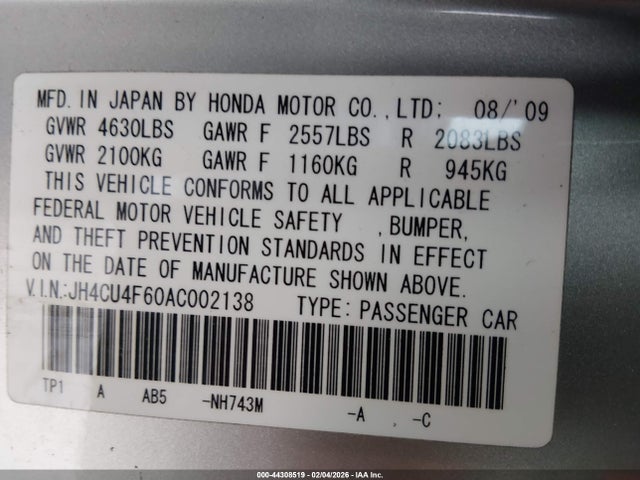 MFD. IN JAPAN BY HONDA MOTOR CO., LTD; 08/'09
GVWR 4630LBS GAWR F 2557LBS R 2083LBS
GVWR 2100KG GAWR F 1160KG R 945KG
THIS VEHICLE CONFORMS TO ALL APPLICABLE
FEDERAL MOTOR VEHICLE SAFETY , BUMPER,
AND THEFT PREVENTION STANDARDS IN EFFECT
ON THE DATE OF MANUFACTURE SHOWN ABOVE.
V.I.N.:JH4CU4F60AC002138 TYPE: PASSENGER CAR
TP1 A AB5 -NH743M -A -C
000-44308519 - 02/04/2026 - IAA Inc.